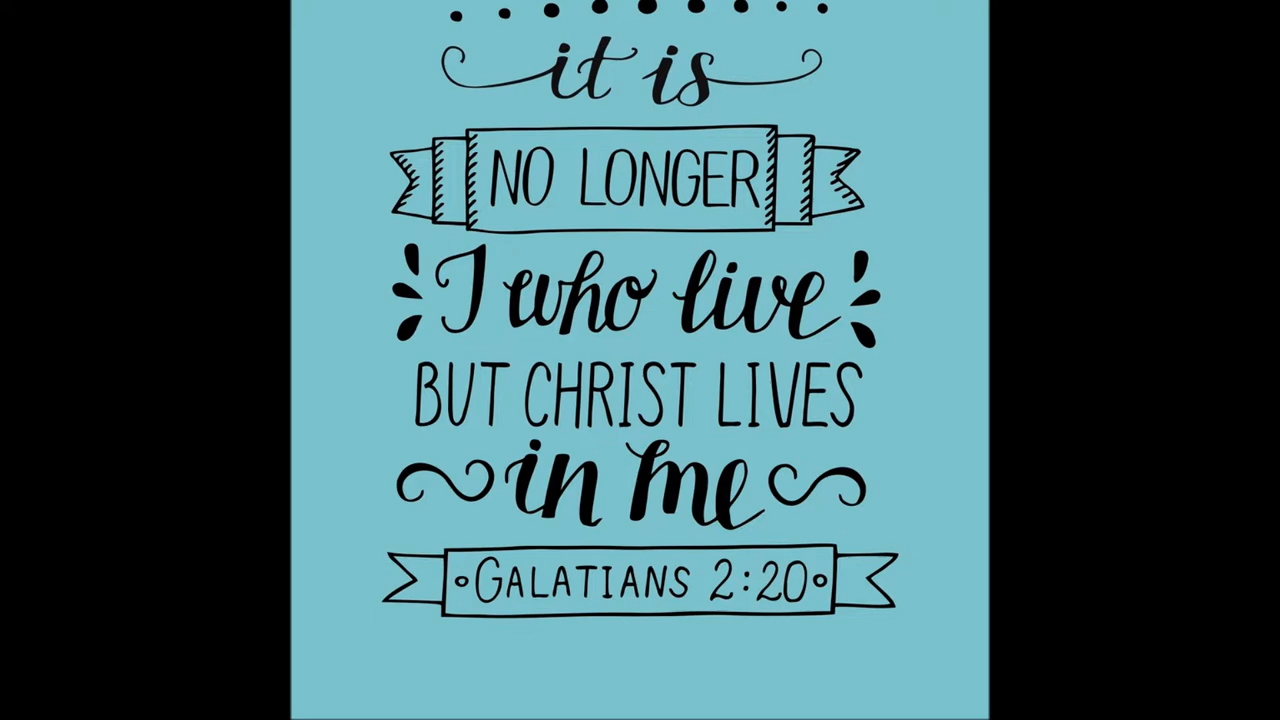 it is
NO LONGER
I who live
BUT CHRIST LIVES
in me
GALATIANS 2:20